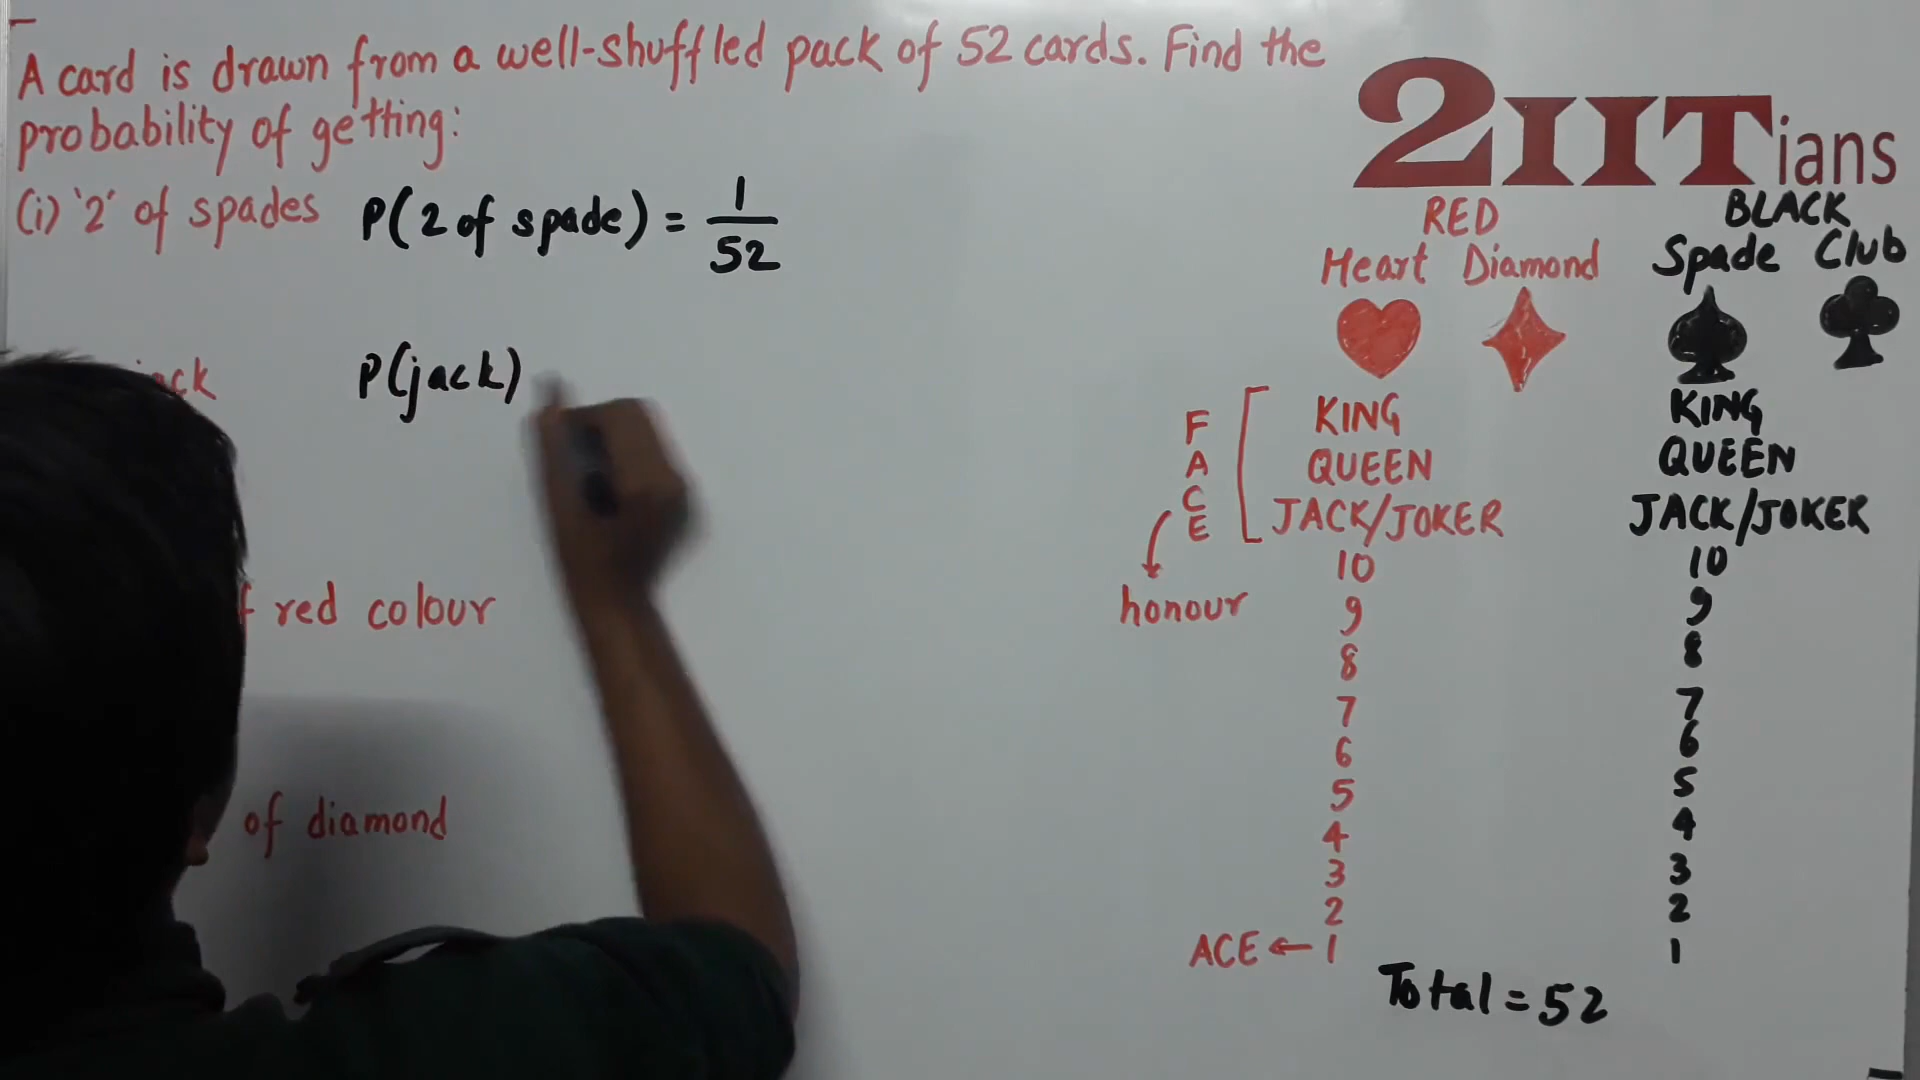 A card is drawn from a well-shuffled pack of 52 cards. Find the
probability of getting:
(i) '2' of spades P(2 of spade) = 1/52
P(jack)
red colour
of diamond
2IITians
RED BLACK
Heart Diamond Spade Club
FACE
honour
KING KING
QUEEN QUEEN
JACK/JOKER JACK/JOKER
10 10
9 9
8 8
7 7
6 6
5 5
4 4
3 3
2 2
ACE ← 1 1
Total = 52